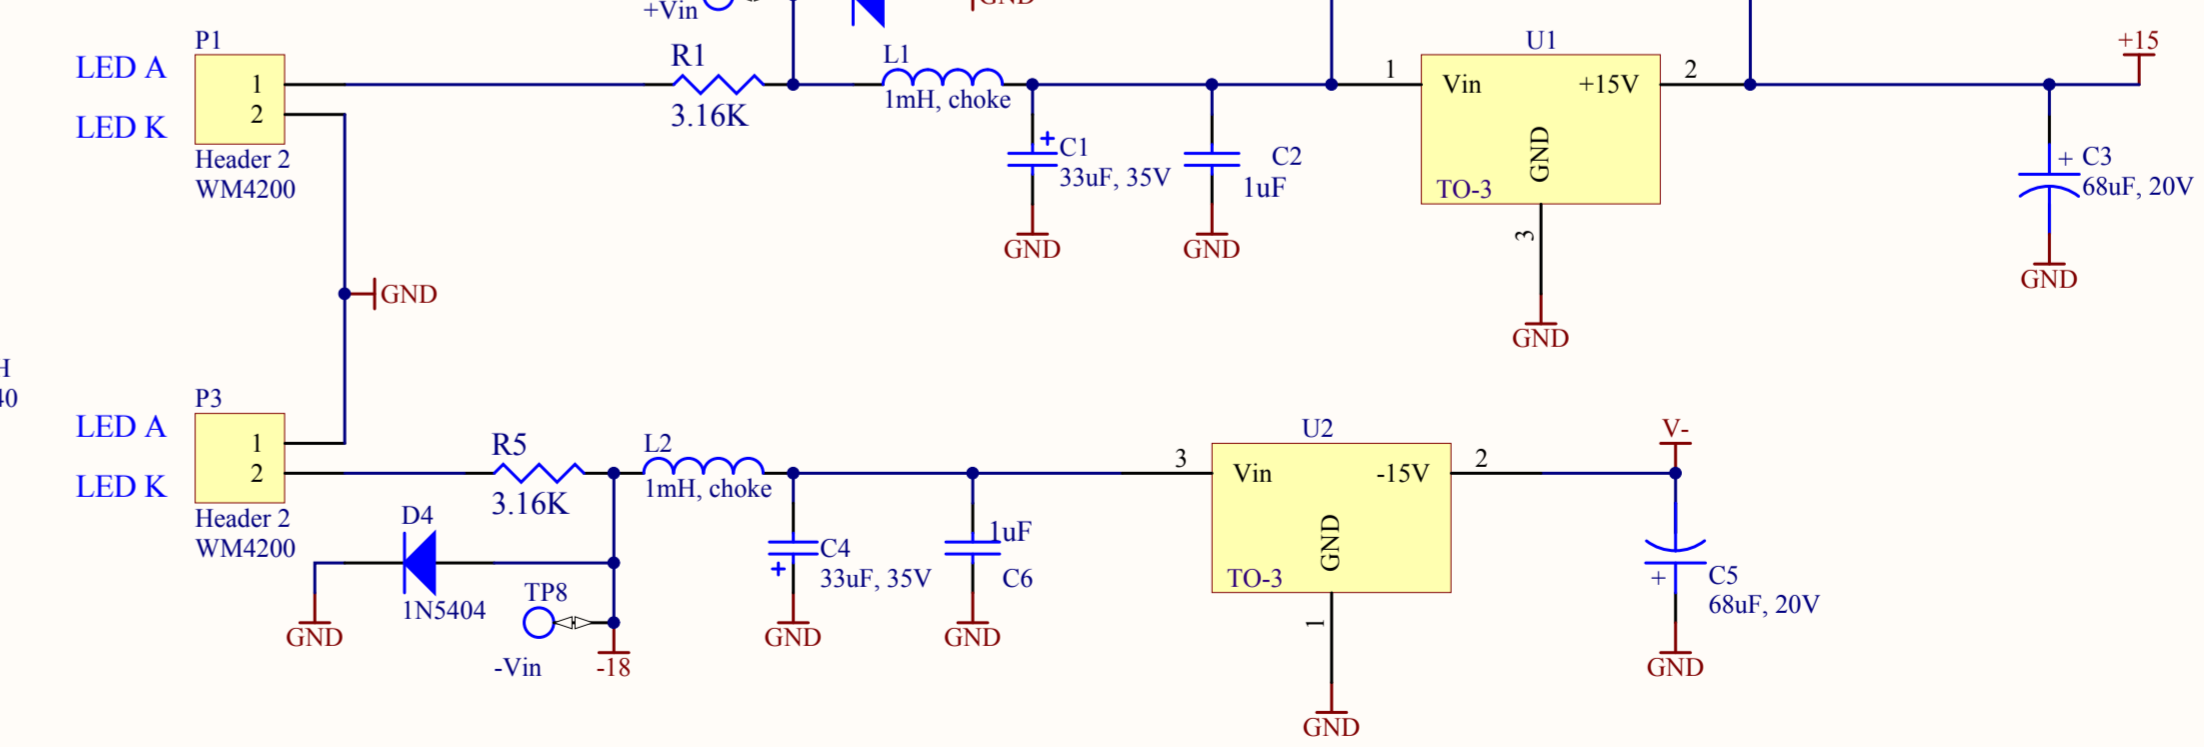 +Vin
GND
P1
LED A
LED K
1
2
Header 2
WM4200
R1
3.16K
L1
1mH, choke
C1
33uF, 35V
GND
C2
1uF
GND
U1
1
Vin
+15V
2
GND
TO-3
3
GND
+15
+
C3
68uF, 20V
GND
GND
H
40
P3
LED A
LED K
1
2
Header 2
WM4200
R5
3.16K
L2
1mH, choke
D4
1N5404
GND
TP8
-Vin
-18
C4
33uF, 35V
GND
1uF
C6
GND
U2
3
Vin
-15V
2
GND
TO-3
1
GND
V-
+
C5
68uF, 20V
GND